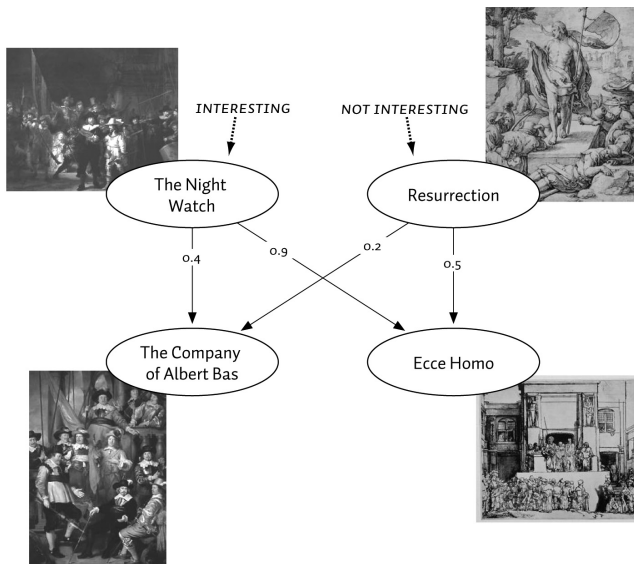 INTERESTING
NOT INTERESTING
The Night
Watch
Resurrection
0.4
0.9
0.2
0.5
The Company
of Albert Bas
Ecce Homo